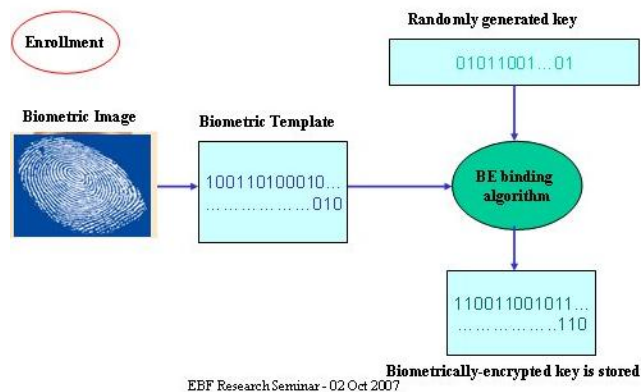 Enrollment
Randomly generated key
01011001...01
Biometric Image
Biometric Template
100110100010...
..................010
BE binding
algorithm
110011001011...
..................110
Biometrically-encrypted key is stored
EBF Research Seminar - 02 Oct 2007